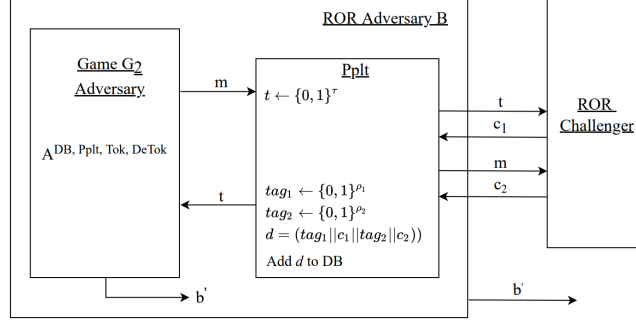 ROR Adversary B
Game G2
Adversary
A^DB, Pplt, Tok, DeTok
b'
m
t
Pplt
t ← {0, 1}^τ
tag₁ ← {0, 1}^ρ₁
tag₂ ← {0, 1}^ρ₂
d = (tag₁||c₁||tag₂||c₂))
Add d to DB
t
c₁
m
c₂
b'
ROR
Challenger